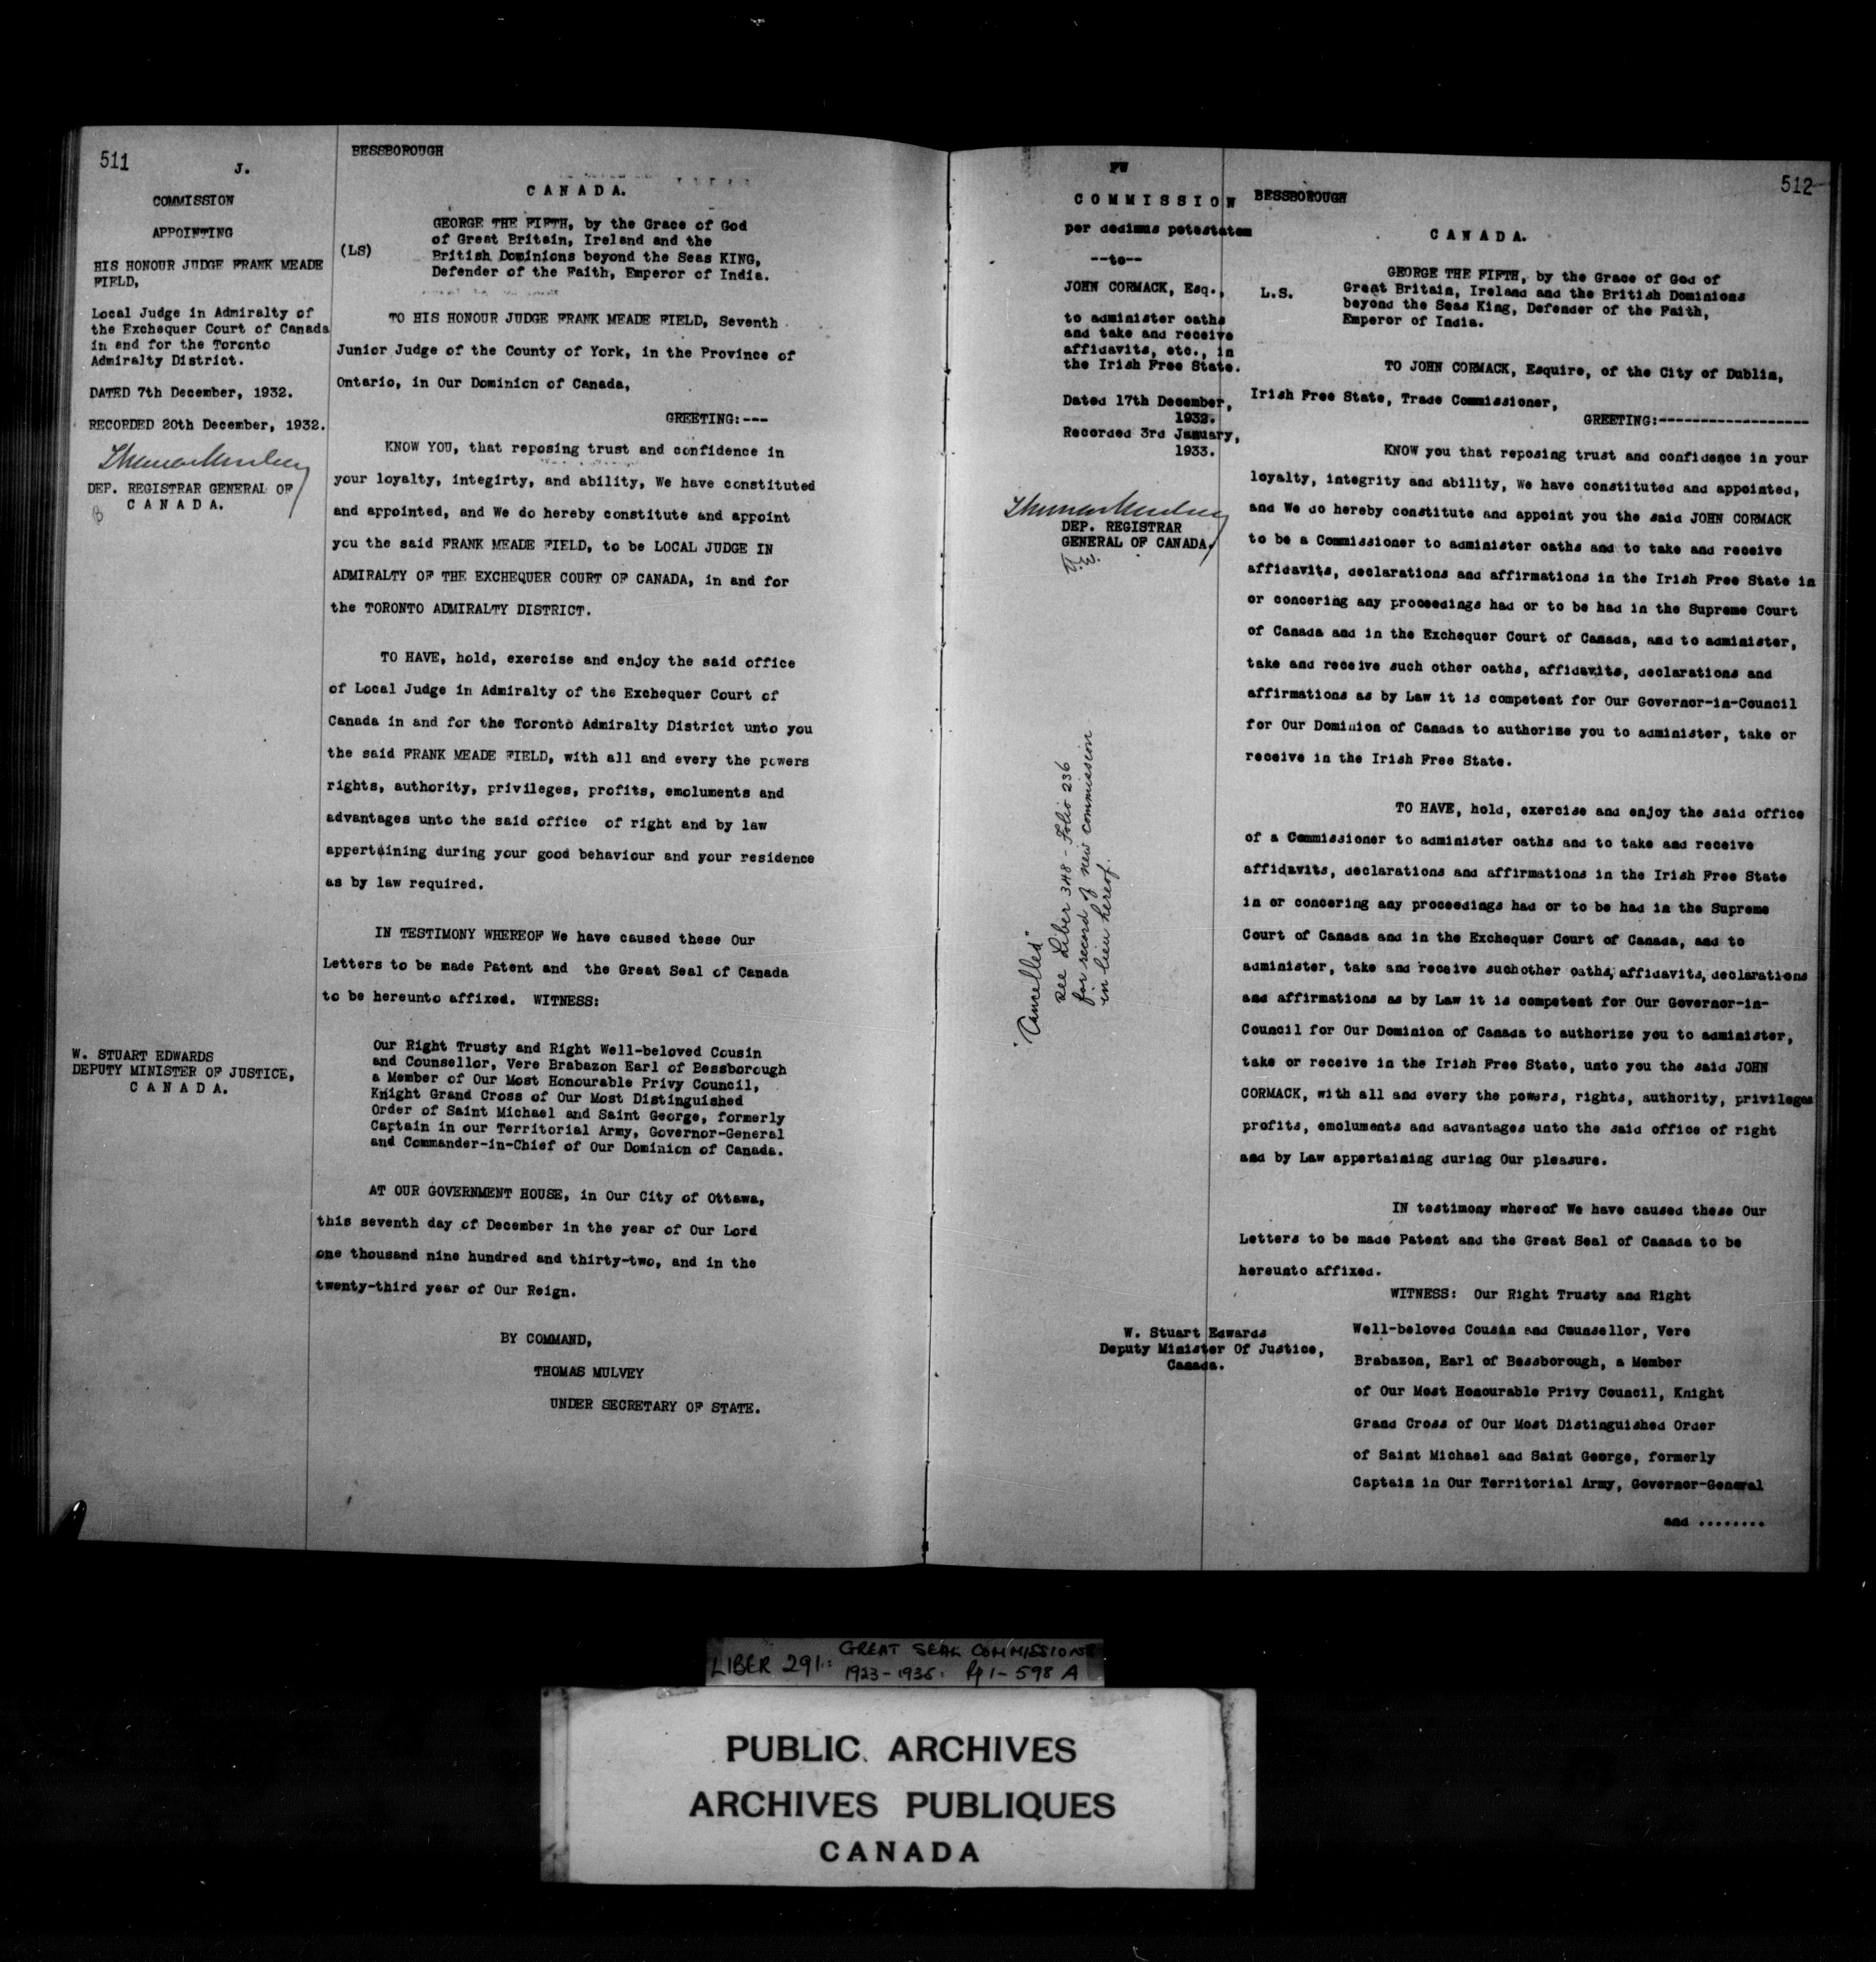 511
J.
COMMISSION
APPOINTING
HIS HONOUR JUDGE FRANK MEADE
FIELD,
Local Judge in Admiralty of
the Exchequer Court of Canada
in and for the Toronto
Admiralty District.
DATED 7th December, 1932.
RECORDED 20th December, 1932.
Thomas Mulvey
DEP. REGISTRAR GENERAL OF
C A N A D A.
W. STUART EDWARDS
DEPUTY MINISTER OF JUSTICE,
C A N A D A.
BESSBOROUGH
C A N A D A.
(LS)
GEORGE THE FIFTH, by the Grace of God
of Great Britain, Ireland and the
British Dominions beyond the Seas KING,
Defender of the Faith, Emperor of India.
TO HIS HONOUR JUDGE FRANK MEADE FIELD, Seventh
Junior Judge of the County of York, in the Province of
Ontario, in Our Dominion of Canada,
GREETING:---
KNOW YOU, that reposing trust and confidence in
your loyalty, integirty, and ability, We have constituted
and appointed, and We do hereby constitute and appoint
you the said FRANK MEADE FIELD, to be LOCAL JUDGE IN
ADMIRALTY OF THE EXCHEQUER COURT OF CANADA, in and for
the TORONTO ADMIRALTY DISTRICT.
TO HAVE, hold, exercise and enjoy the said office
of Local Judge in Admiralty of the Exchequer Court of
Canada in and for the Toronto Admiralty District unto you
the said FRANK MEADE FIELD, with all and every the powers
rights, authority, privileges, profits, emoluments and
advantages unto the said office of right and by law
appertaining during your good behaviour and your residence
as by law required.
IN TESTIMONY WHEREOF We have caused these Our
Letters to be made Patent and the Great Seal of Canada
to be hereunto affixed. WITNESS:
Our Right Trusty and Right Well-beloved Cousin
and Counsellor, Vere Brabazon Earl of Bessborough
a Member of Our Most Honourable Privy Council,
Knight Grand Cross of Our Most Distinguished
Order of Saint Michael and Saint George, formerly
Captain in our Territorial Army, Governor-General
and Commander-in-Chief of Our Dominion of Canada.
AT OUR GOVERNMENT HOUSE, in Our City of Ottawa,
this seventh day of December in the year of Our Lord
one thousand nine hundred and thirty-two, and in the
twenty-third year of Our Reign.
BY COMMAND,
THOMAS MULVEY
UNDER SECRETARY OF STATE.
FW
C O M M I S S I O N
per dedimus potestatem
--to--
JOHN CORMACK, Esq.,
to administer oaths
and take and receive
affidavits, etc., in
the Irish Free State.
Dated 17th December,
1932.
Recorded 3rd January,
1933.
Thomas Mulvey
DEP. REGISTRAR
GENERAL OF CANADA.
"Cancelled"
see Liber 348 - Folio 236
for record of new commission
in lieu hereof.
W. Stuart Edwards
Deputy Minister Of Justice,
Canada.
512
BESSBOROUGH
C A N A D A.
L.S.
GEORGE THE FIFTH, by the Grace of God of
Great Britain, Ireland and the British Dominions
beyond the Seas King, Defender of the Faith,
Emperor of India.
TO JOHN CORMACK, Esquire, of the City of Dublin,
Irish Free State, Trade Commissioner,
GREETING:-------------------
KNOW you that reposing trust and confidence in your
loyalty, integrity and ability, We have constituted and appointed,
and We do hereby constitute and appoint you the said JOHN CORMACK
to be a Commissioner to administer oaths and to take and receive
affidavits, declarations and affirmations in the Irish Free State in
or concering any proceedings had or to be had in the Supreme Court
of Canada and in the Exchequer Court of Canada, and to administer,
take and receive such other oaths, affidavits, declarations and
affirmations as by Law it is competent for Our Governor-in-Council
for Our Dominion of Canada to authorize you to administer, take or
receive in the Irish Free State.
TO HAVE, hold, exercise and enjoy the said office
of a Commissioner to administer oaths and to take and receive
affidavits, declarations and affirmations in the Irish Free State
in or concering any proceedings had or to be had in the Supreme
Court of Canada and in the Exchequer Court of Canada, and to
administer, take and receive suchother oaths, affidavits, declarations
and affirmations as by Law it is competent for Our Governor-in-
Council for Our Dominion of Canada to authorize you to administer,
take or receive in the Irish Free State, unto you the said JOHN
CORMACK, with all and every the powers, rights, authority, privileges
profits, emoluments and advantages unto the said office of right
and by Law appertaining during Our pleasure.
IN testimony whereof We have caused these Our
Letters to be made Patent and the Great Seal of Canada to be
hereunto affixed.
WITNESS: Our Right Trusty and Right
Well-beloved Cousin and Counsellor, Vere
Brabazon, Earl of Bessborough, a Member
of Our Most Honourable Privy Council, Knight
Grand Cross of Our Most Distinguished Order
of Saint Michael and Saint George, formerly
Captain in Our Territorial Army, Governor-General
and ........
LIBER 291: GREAT SEAL COMMISSIONS
1923-1935: pp 1-598 A
PUBLIC ARCHIVES
ARCHIVES PUBLIQUES
CANADA